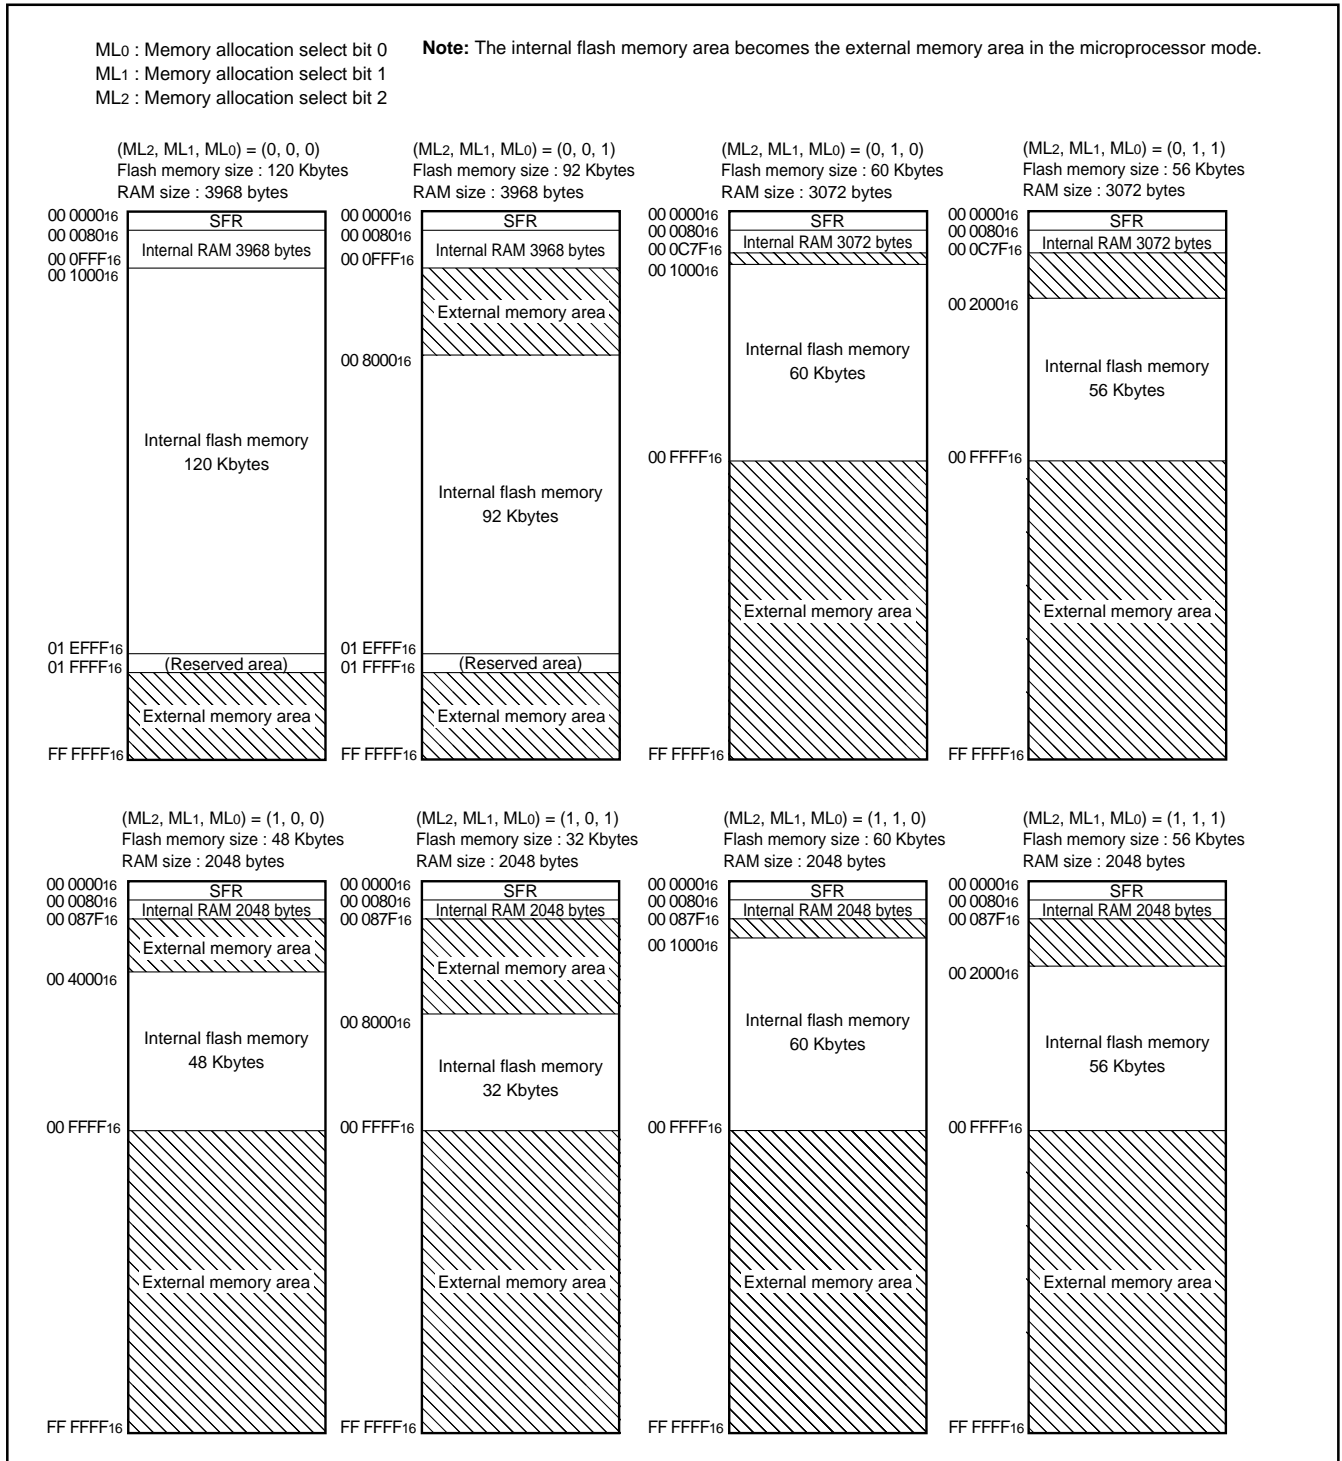 ML0 : Memory allocation select bit 0
ML1 : Memory allocation select bit 1
ML2 : Memory allocation select bit 2
Note: The internal flash memory area becomes the external memory area in the microprocessor mode.
(ML2, ML1, ML0) = (0, 0, 0)
Flash memory size : 120 Kbytes
RAM size : 3968 bytes
00 000016
SFR
00 008016
Internal RAM 3968 bytes
00 0FFF16
00 100016
Internal flash memory
120 Kbytes
01 EFFF16
(Reserved area)
01 FFFF16
External memory area
FF FFFF16
(ML2, ML1, ML0) = (0, 0, 1)
Flash memory size : 92 Kbytes
RAM size : 3968 bytes
00 000016
SFR
00 008016
Internal RAM 3968 bytes
00 0FFF16
External memory area
00 800016
Internal flash memory
92 Kbytes
01 EFFF16
(Reserved area)
01 FFFF16
External memory area
FF FFFF16
(ML2, ML1, ML0) = (0, 1, 0)
Flash memory size : 60 Kbytes
RAM size : 3072 bytes
00 000016
SFR
00 008016
Internal RAM 3072 bytes
00 0C7F16
00 100016
Internal flash memory
60 Kbytes
00 FFFF16
External memory area
FF FFFF16
(ML2, ML1, ML0) = (0, 1, 1)
Flash memory size : 56 Kbytes
RAM size : 3072 bytes
00 000016
SFR
00 008016
Internal RAM 3072 bytes
00 0C7F16
00 200016
Internal flash memory
56 Kbytes
00 FFFF16
External memory area
FF FFFF16
(ML2, ML1, ML0) = (1, 0, 0)
Flash memory size : 48 Kbytes
RAM size : 2048 bytes
00 000016
SFR
00 008016
Internal RAM 2048 bytes
00 087F16
External memory area
00 400016
Internal flash memory
48 Kbytes
00 FFFF16
External memory area
FF FFFF16
(ML2, ML1, ML0) = (1, 0, 1)
Flash memory size : 32 Kbytes
RAM size : 2048 bytes
00 000016
SFR
00 008016
Internal RAM 2048 bytes
00 087F16
External memory area
00 800016
Internal flash memory
32 Kbytes
00 FFFF16
External memory area
FF FFFF16
(ML2, ML1, ML0) = (1, 1, 0)
Flash memory size : 60 Kbytes
RAM size : 2048 bytes
00 000016
SFR
00 008016
Internal RAM 2048 bytes
00 087F16
00 100016
Internal flash memory
60 Kbytes
00 FFFF16
External memory area
FF FFFF16
(ML2, ML1, ML0) = (1, 1, 1)
Flash memory size : 56 Kbytes
RAM size : 2048 bytes
00 000016
SFR
00 008016
Internal RAM 2048 bytes
00 087F16
00 200016
Internal flash memory
56 Kbytes
00 FFFF16
External memory area
FF FFFF16